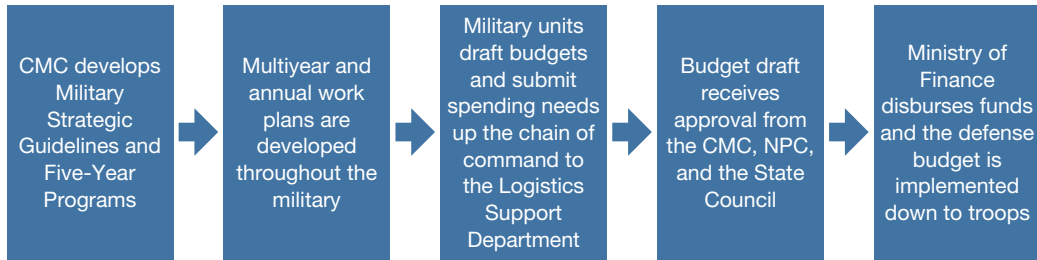 CMC develops
Military
Strategic
Guidelines and
Five-Year
Programs
Multiyear and
annual work
plans are
developed
throughout the
military
Military units
draft budgets
and submit
spending needs
up the chain of
command to
the Logistics
Support
Department
Budget draft
receives
approval from
the CMC, NPC,
and the State
Council
Ministry of
Finance
disburses funds
and the defense
budget is
implemented
down to troops